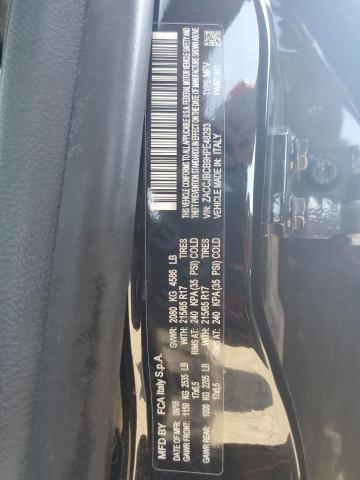 MFD BY FCA Italy S.p.A.
DATE OF MFR: 09/16 GVWR: 2080 KG 4586 LB
GAWR FRONT: 1150 KG 2535 LB WITH: 215/65 R17 TIRES
17x6.5 RIMS AT: 240 KPA (35 PSI) COLD
GAWR REAR: 1000 KG 2205 LB WITH: 215/65 R17 TIRES
17x6.5 RIMS AT: 240 KPA (35 PSI) COLD
THIS VEHICLE CONFORMS TO ALL APPLICABLE U.S.A. FEDERAL MOTOR VEHICLE SAFETY AND
THEFT PREVENTION STANDARDS IN EFFECT ON THE DATE OF MANUFACTURE SHOWN ABOVE
VIN: ZACCJBCB9HPE48293 TYPE: MPV
VEHICLE MADE IN: ITALY PAINT: 601